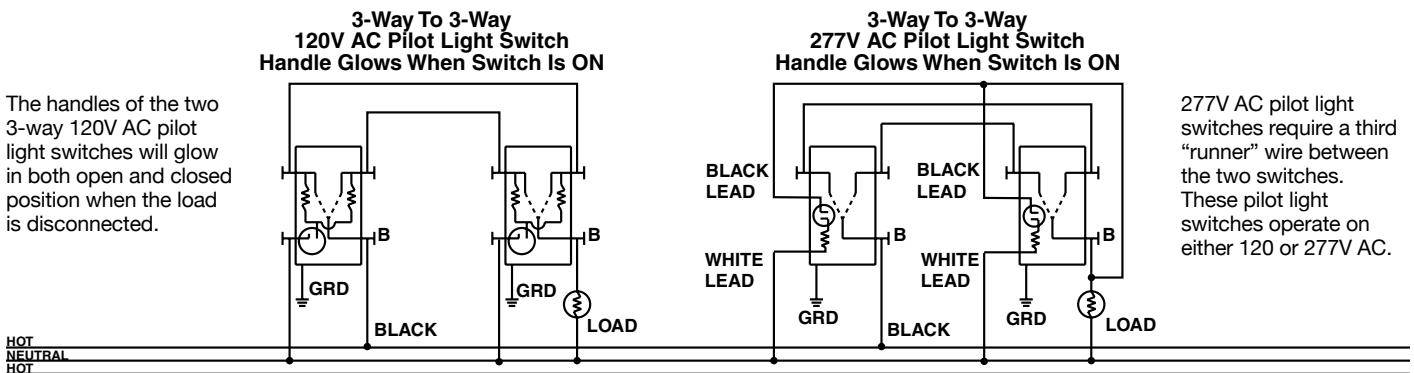 3-Way To 3-Way
120V AC Pilot Light Switch
Handle Glows When Switch Is ON
The handles of the two
3-way 120V AC pilot
light switches will glow
in both open and closed
position when the load
is disconnected.
B
B
GRD
GRD
LOAD
BLACK
3-Way To 3-Way
277V AC Pilot Light Switch
Handle Glows When Switch Is ON
BLACK
LEAD
BLACK
LEAD
B
B
WHITE
LEAD
WHITE
LEAD
GRD
GRD
LOAD
BLACK
277V AC pilot light
switches require a third
“runner” wire between
the two switches.
These pilot light
switches operate on
either 120 or 277V AC.
HOT
NEUTRAL
HOT